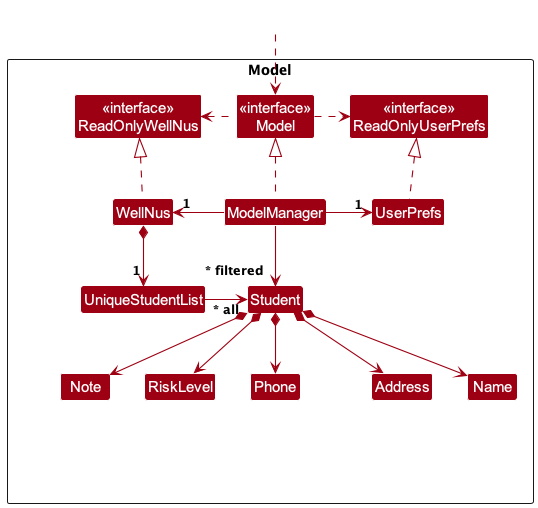 Model
«interface»
ReadOnlyWellNus
«interface»
Model
«interface»
ReadOnlyUserPrefs
WellNus
1
ModelManager
1
UserPrefs
1
* filtered
UniqueStudentList
* all
Student
Note
RiskLevel
Phone
Address
Name